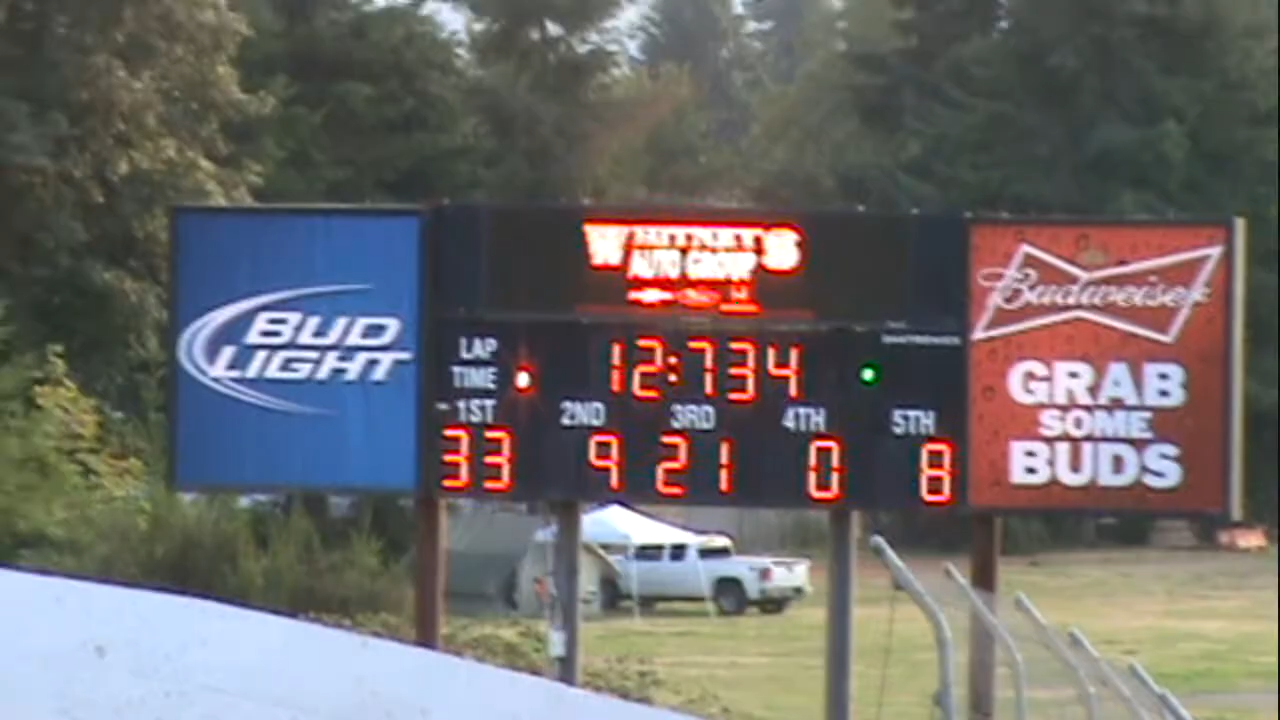 BUD
LIGHT
AUTO GROUP
LAP
TIME
12:734
1ST 2ND 3RD 4TH 5TH
33 9 21 0 8
Budweiser
GRAB
SOME
BUDS